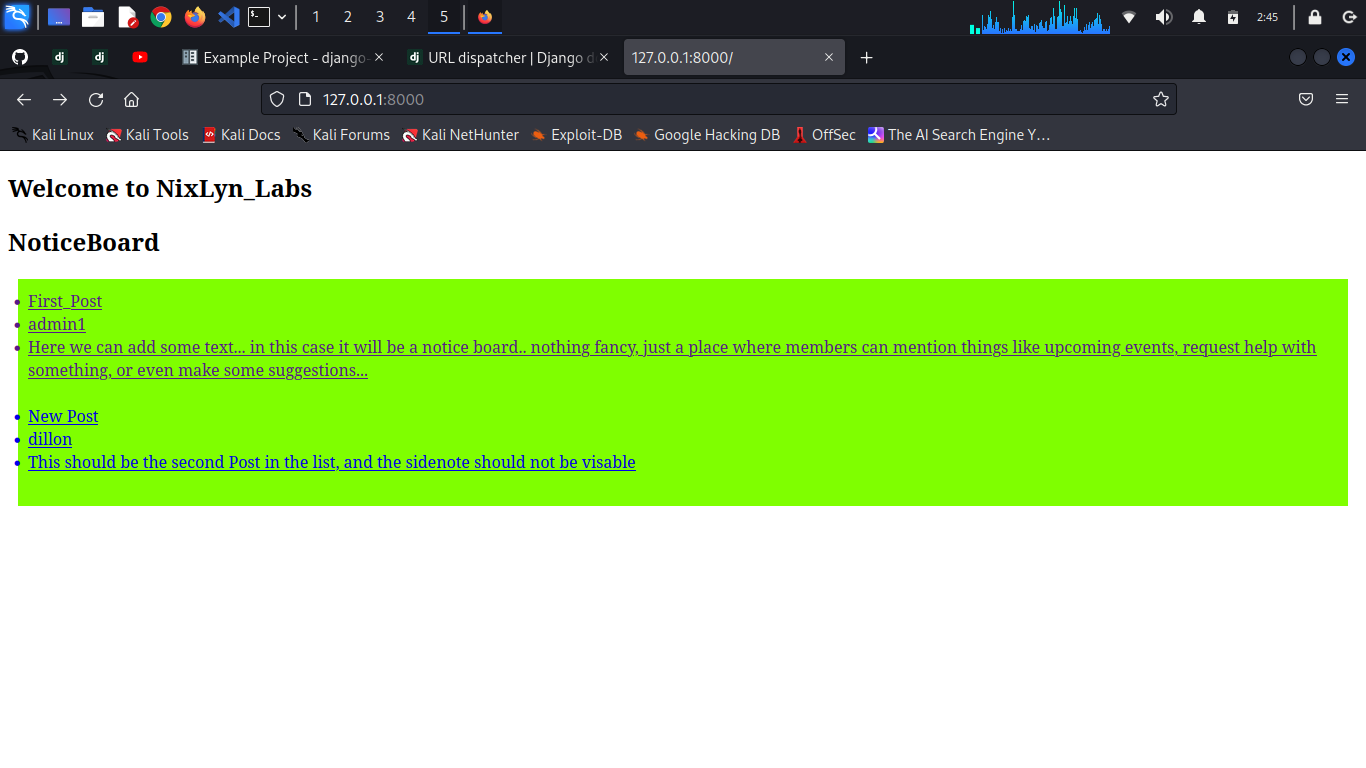 1 2 3 4 5
2:45
Example Project - django-
URL dispatcher | Django d
127.0.0.1:8000/
127.0.0.1:8000
Kali Linux Kali Tools Kali Docs Kali Forums Kali NetHunter Exploit-DB Google Hacking DB OffSec The AI Search Engine Y…
Welcome to NixLyn_Labs
NoticeBoard
First_Post
admin1
Here we can add some text... in this case it will be a notice board.. nothing fancy, just a place where members can mention things like upcoming events, request help with
something, or even make some suggestions...
New Post
dillon
This should be the second Post in the list, and the sidenote should not be visable